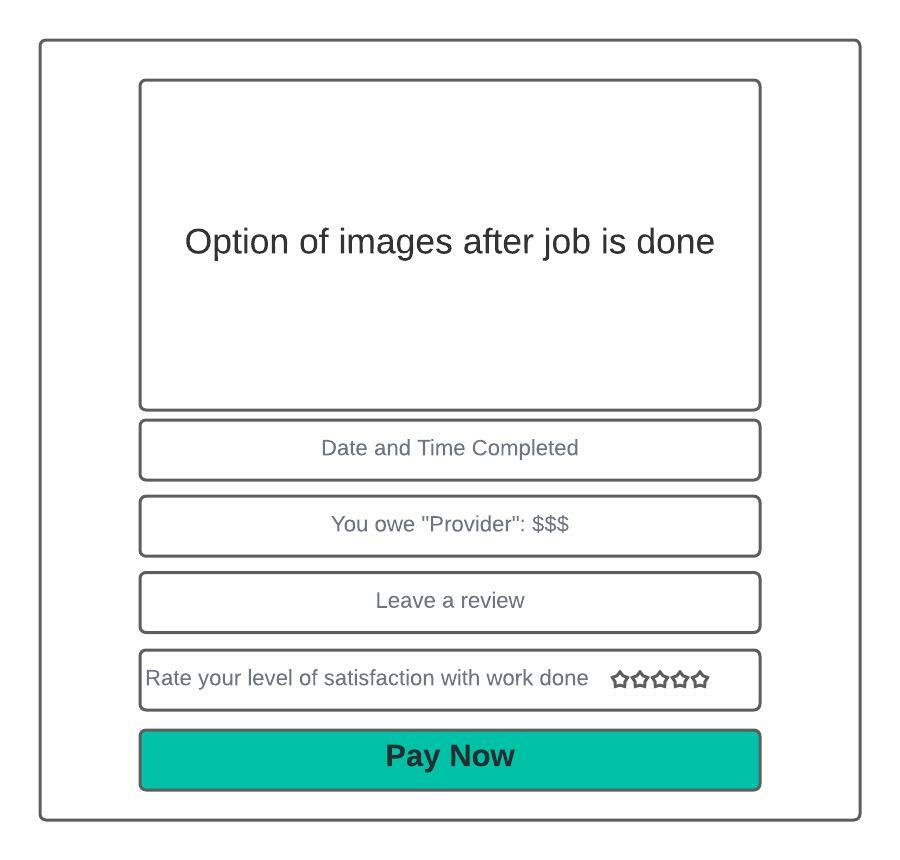 Option of images after job is done
Date and Time Completed
You owe "Provider": $$$
Leave a review
Rate your level of satisfaction with work done
Pay Now